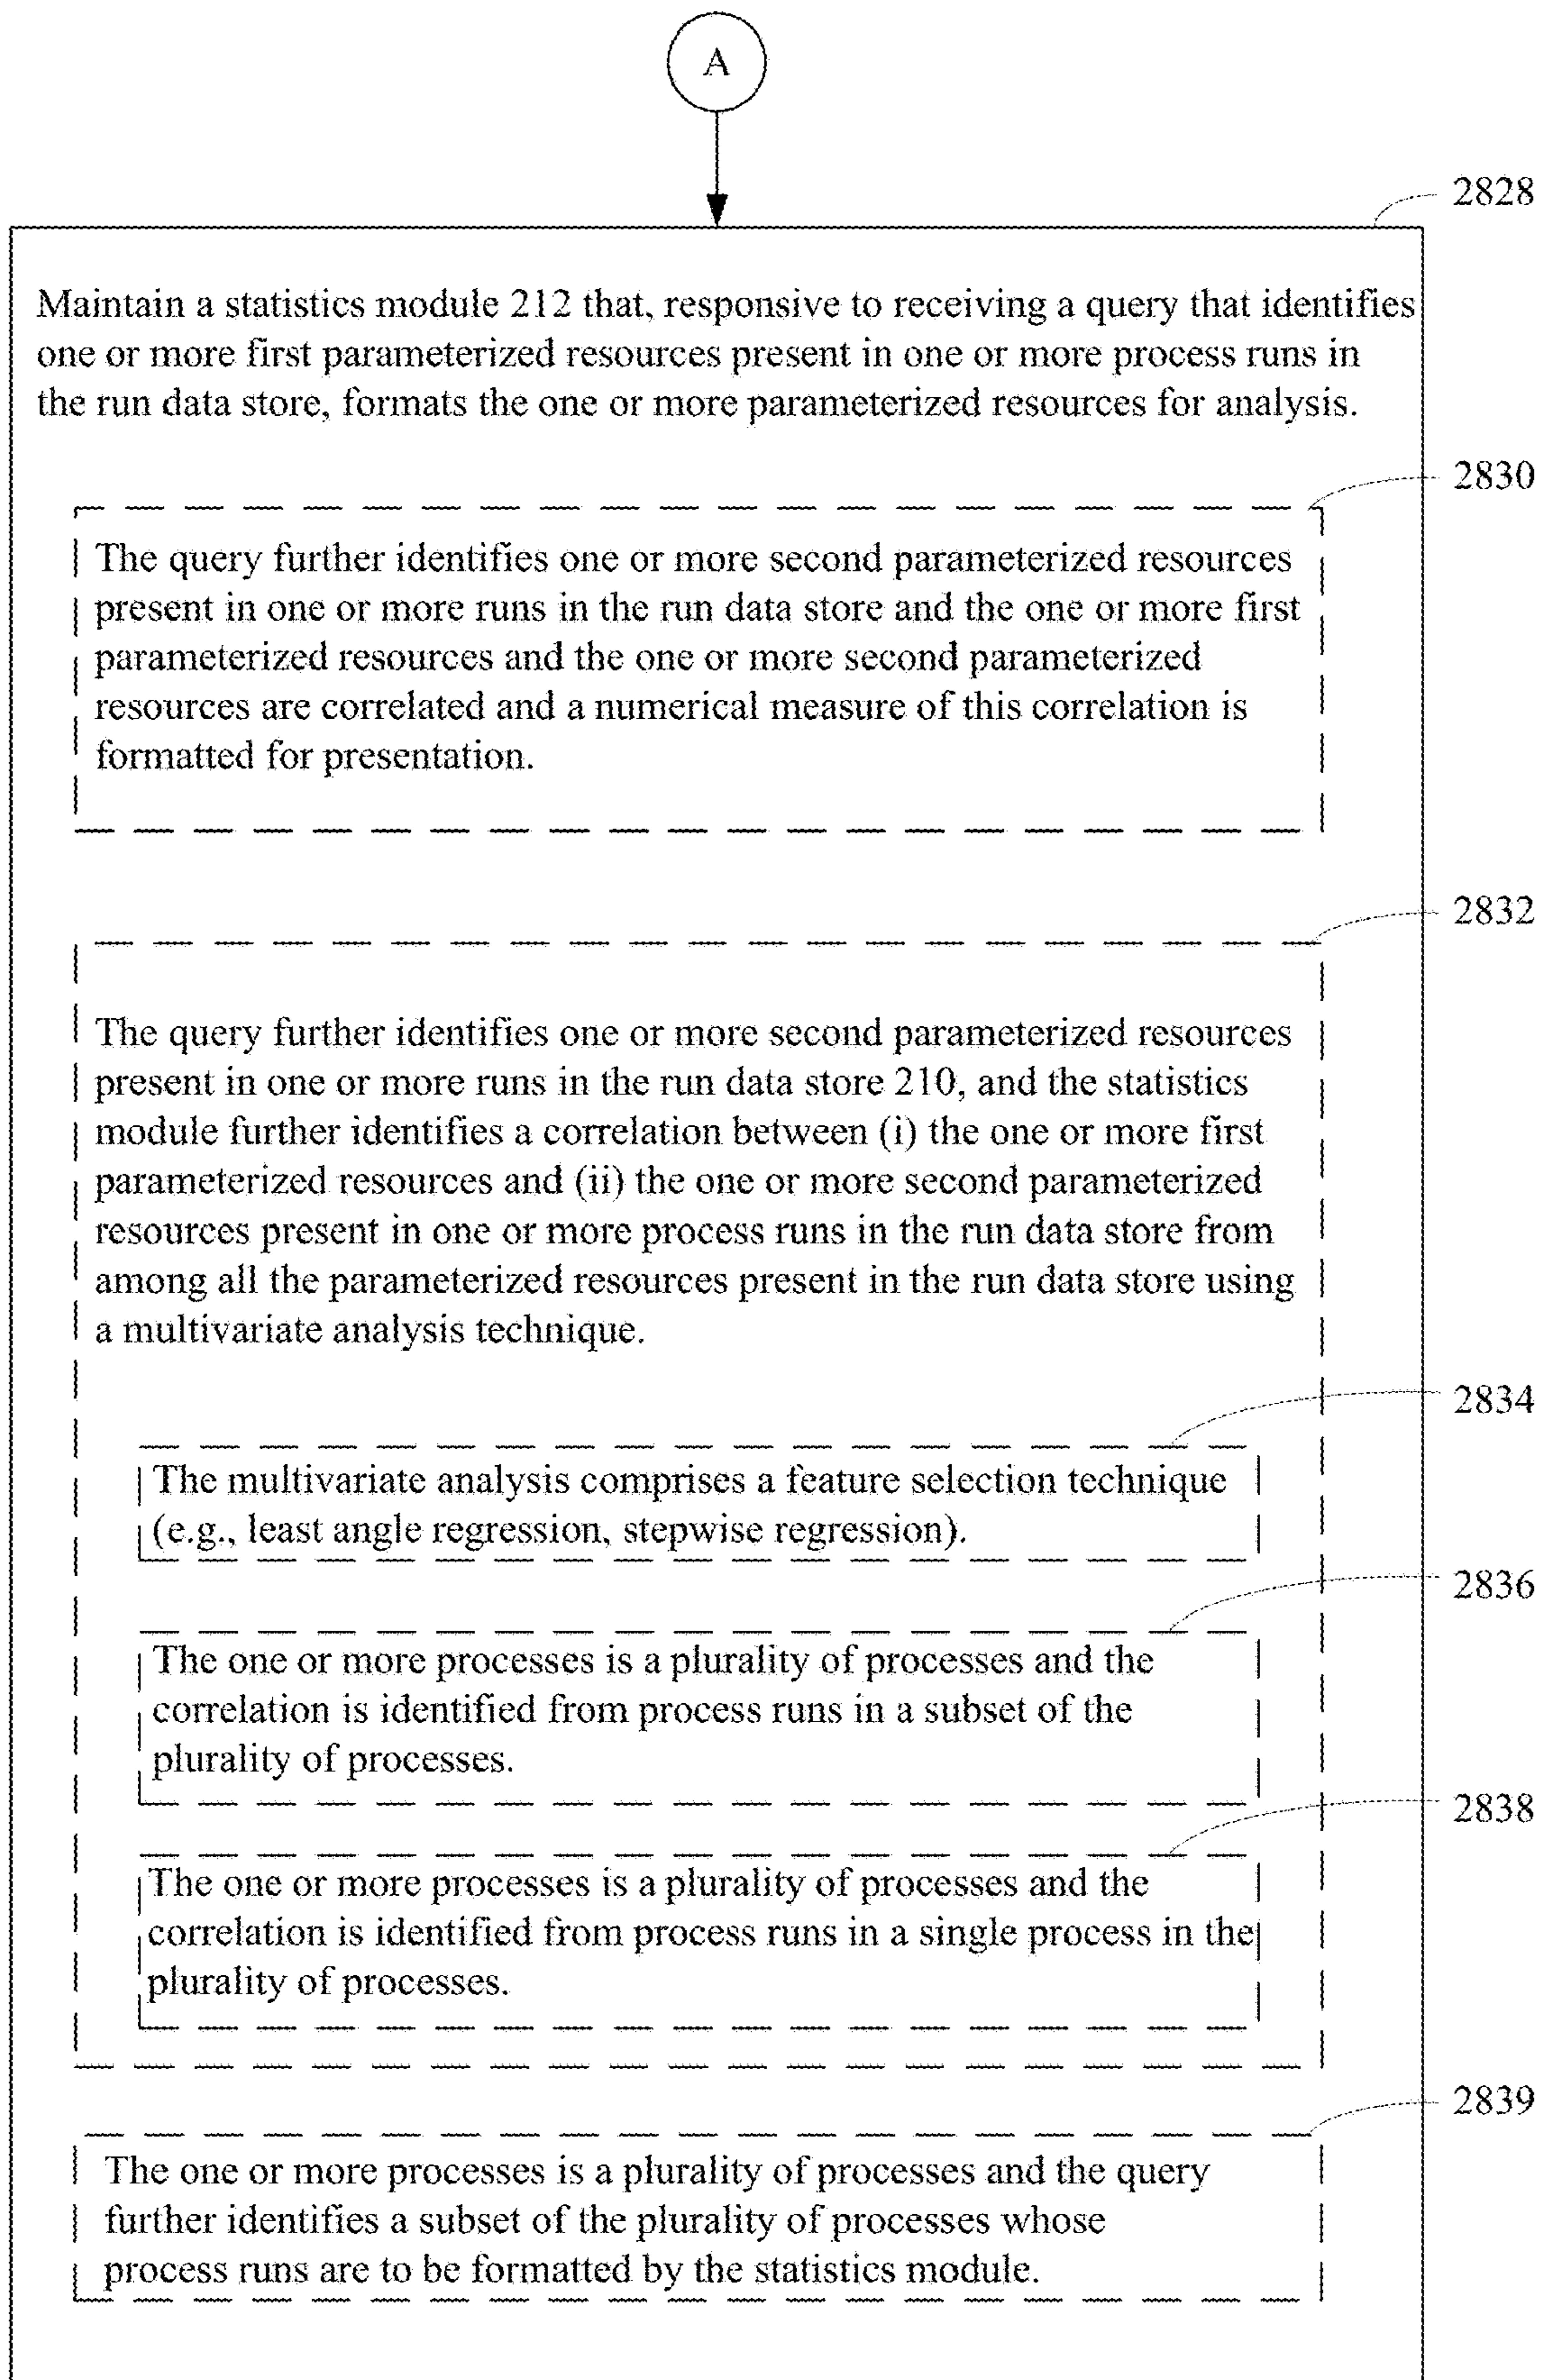 A
2828
Maintain a statistics module 212 that, responsive to receiving a query that identifies
one or more first parameterized resources present in one or more process runs in
the run data store, formats the one or more parameterized resources for analysis.
2830
The query further identifies one or more second parameterized resources
present in one or more runs in the run data store and the one or more first
parameterized resources and the one or more second parameterized
resources are correlated and a numerical measure of this correlation is
formatted for presentation.
2832
The query further identifies one or more second parameterized resources
present in one or more runs in the run data store 210, and the statistics
module further identifies a correlation between (i) the one or more first
parameterized resources and (ii) the one or more second parameterized
resources present in one or more process runs in the run data store from
among all the parameterized resources present in the run data store using
a multivariate analysis technique.
2834
The multivariate analysis comprises a feature selection technique
(e.g., least angle regression, stepwise regression).
2836
The one or more processes is a plurality of processes and the
correlation is identified from process runs in a subset of the
plurality of processes.
2838
The one or more processes is a plurality of processes and the
correlation is identified from process runs in a single process in the
plurality of processes.
2839
The one or more processes is a plurality of processes and the query
further identifies a subset of the plurality of processes whose
process runs are to be formatted by the statistics module.